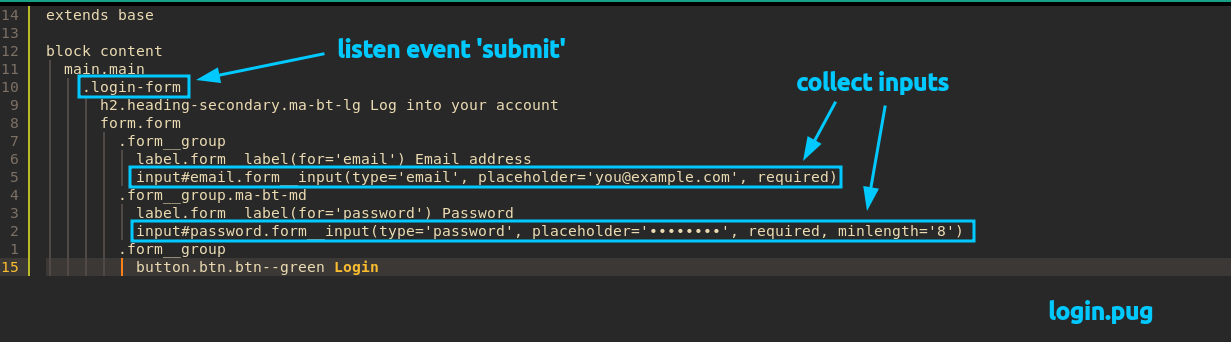 14 extends base
13
listen event 'submit'
12 block content
11 main.main
collect inputs
10 .login-form
9 h2.heading-secondary.ma-bt-lg Log into your account
8 form.form
7 .form__group
6 label.form__label(for='email') Email address
5 input#email.form__input(type='email', placeholder='you@example.com', required)
4 .form__group.ma-bt-md
3 label.form__label(for='password') Password
2 input#password.form__input(type='password', placeholder='••••••••', required, minlength='8')
1 .form__group
15 button.btn.btn--green Login
login.pug